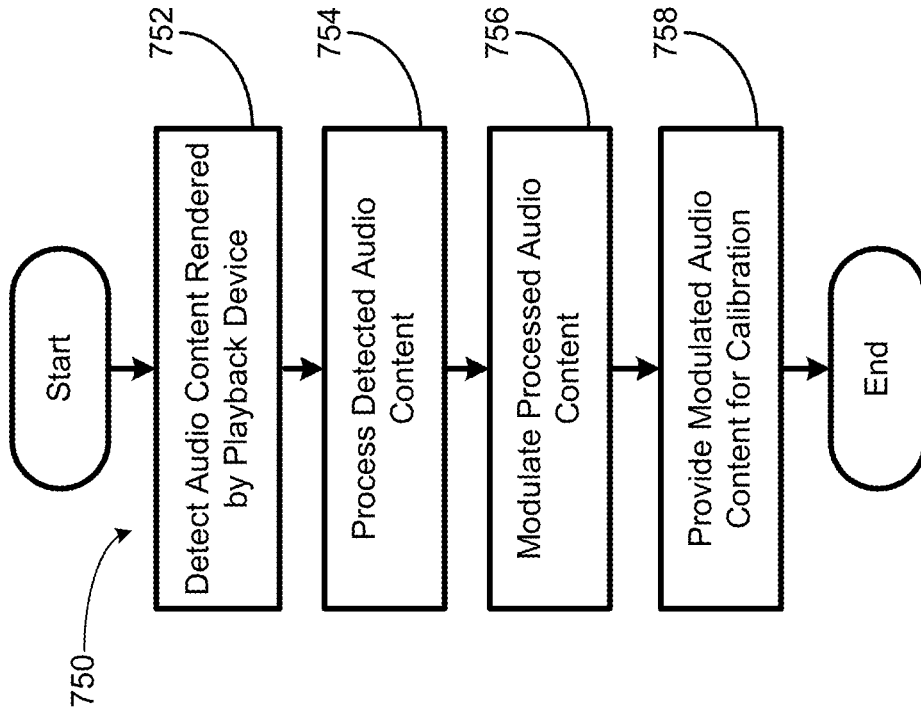 750
Start
Detect Audio Content Rendered
by Playback Device
752
Process Detected Audio
Content
754
Modulate Processed Audio
Content
756
Provide Modulated Audio
Content for Calibration
758
End